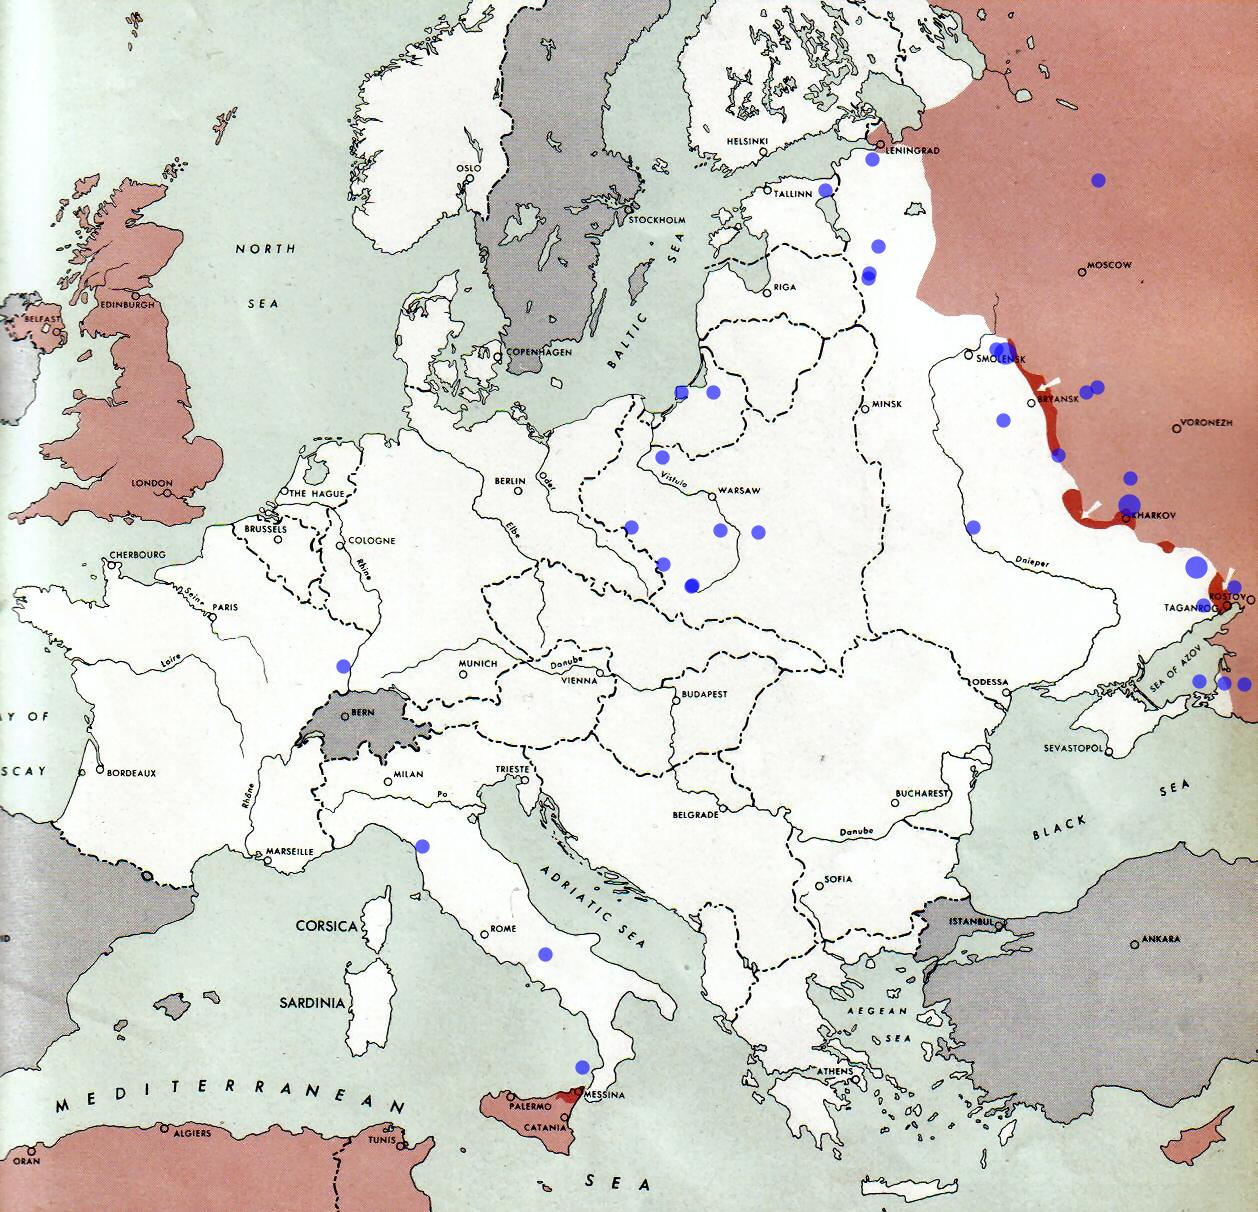 HELSINKI
LENINGRAD
OSLO
TALLINN
STOCKHOLM
NORTH
SEA
BALTIC SEA
MOSCOW
RIGA
EDINBURGH
BELFAST
COPENHAGEN
SMOLENSK
BRYANSK
MINSK
VORONEZH
LONDON
THE HAGUE
BERLIN
Oder
Vistula
WARSAW
KHARKOV
BRUSSELS
COLOGNE
Elbe
Rhine
CHERBOURG
Dnieper
Seine
PARIS
ROSTOV
TAGANROG
Loire
MUNICH
Danube
VIENNA
SEA OF AZOV
BUDAPEST
ODESSA
BERN
AY OF
SCAY
SEVASTOPOL
BORDEAUX
MILAN
TRIESTE
Rhône
Po
BUCHAREST
BELGRADE
Danube
BLACK SEA
MARSEILLE
SOFIA
ADRIATIC SEA
CORSICA
ROME
ISTANBUL
ANKARA
ID
SARDINIA
AEGEAN
SEA
ATHENS
MEDITERRANEAN
MESSINA
PALERMO
CATANIA
ALGIERS
TUNIS
ORAN
SEA